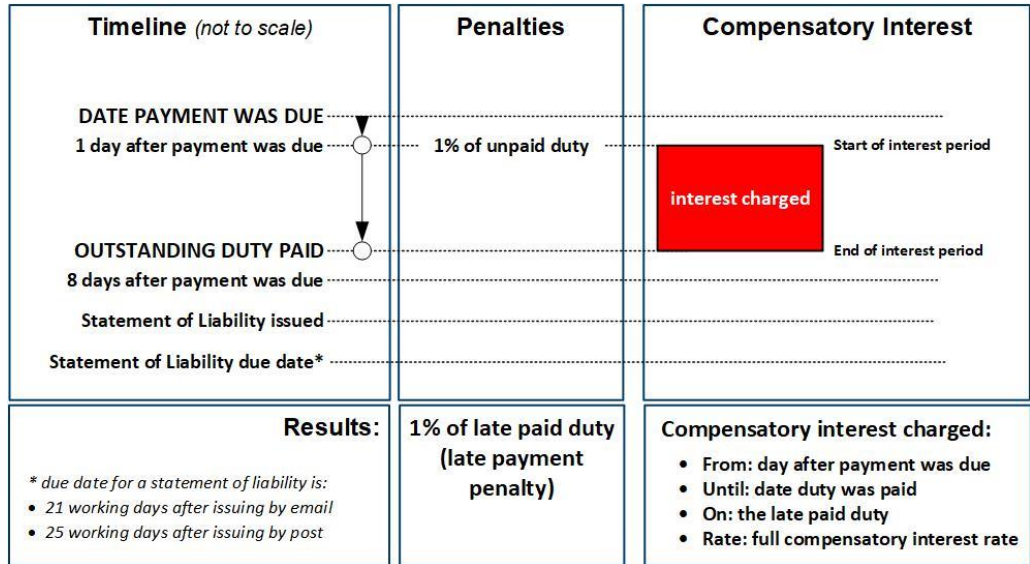 Timeline (not to scale)
Penalties
Compensatory Interest
DATE PAYMENT WAS DUE
1 day after payment was due
1% of unpaid duty
Start of interest period
interest charged
OUTSTANDING DUTY PAID
End of interest period
8 days after payment was due
Statement of Liability issued
Statement of Liability due date*
Results:
* due date for a statement of liability is:
• 21 working days after issuing by email
• 25 working days after issuing by post
1% of late paid duty
(late payment
penalty)
Compensatory interest charged:
• From: day after payment was due
• Until: date duty was paid
• On: the late paid duty
• Rate: full compensatory interest rate